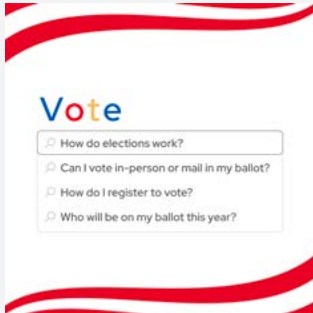 Vote
How do elections work?
Can I vote in-person or mail in my ballot?
How do I register to vote?
Who will be on my ballot this year?